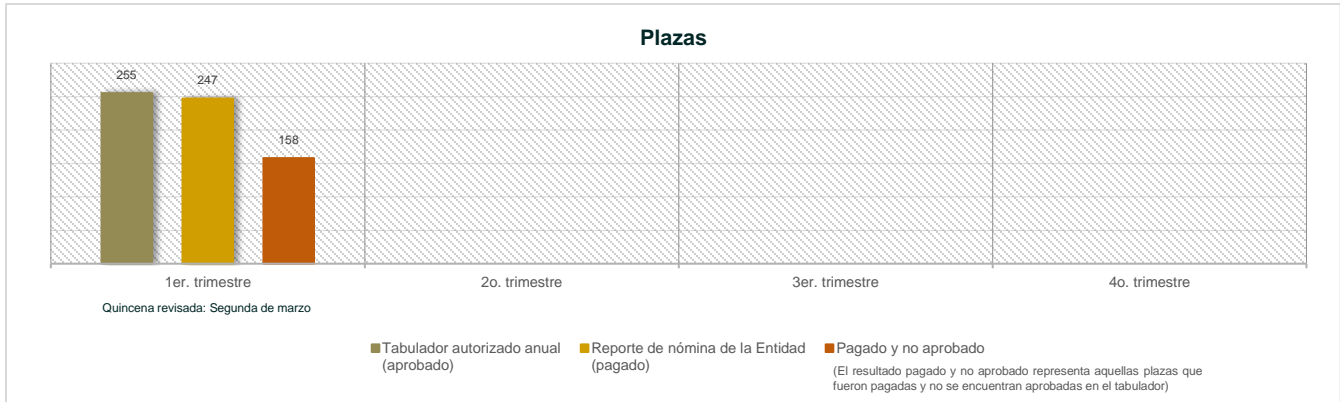 Plazas
255
247
158
1er. trimestre
2o. trimestre
3er. trimestre
4o. trimestre
Quincena revisada: Segunda de marzo
Tabulador autorizado anual
(aprobado)
Reporte de nómina de la Entidad
(pagado)
Pagado y no aprobado
(El resultado pagado y no aprobado representa aquellas plazas que
fueron pagadas y no se encuentran aprobadas en el tabulador)